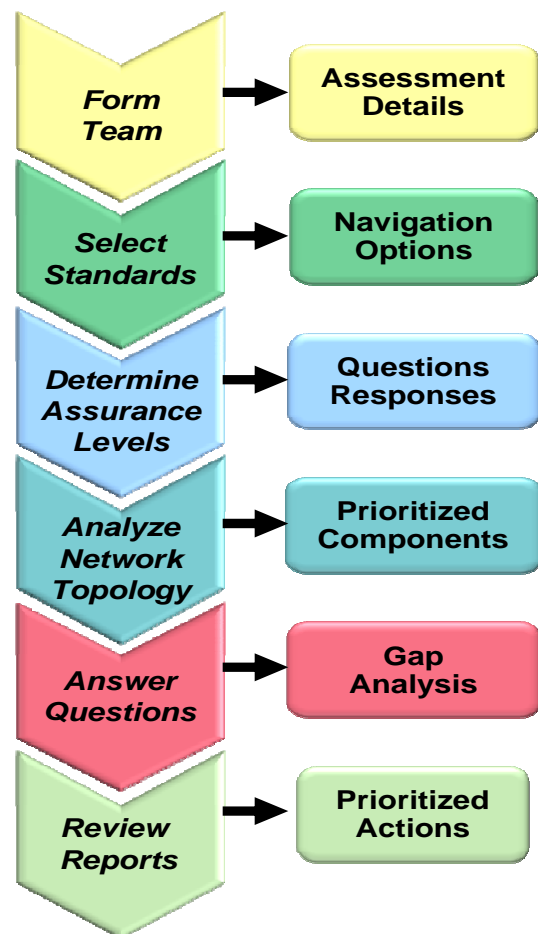 Form
Team
Assessment
Details
Select
Standards
Navigation
Options
Determine
Assurance
Levels
Questions
Responses
Analyze
Network
Topology
Prioritized
Components
Answer
Questions
Gap
Analysis
Review
Reports
Prioritized
Actions